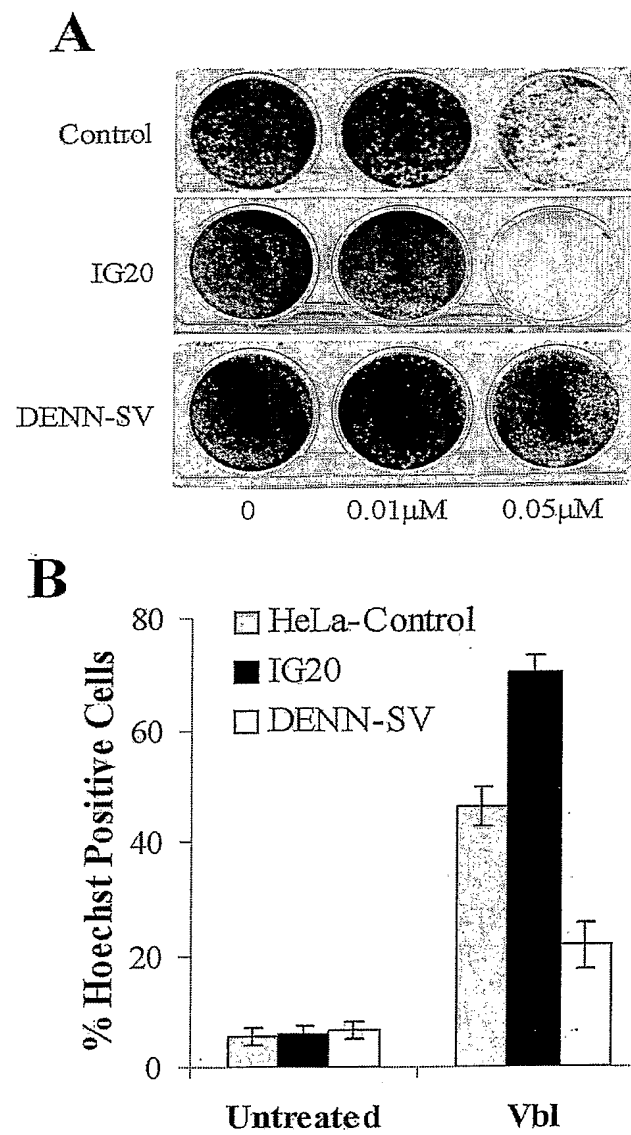 A
Control
IG20
DENN-SV
0 0.01µM 0.05µM
B
% Hoechst Positive Cells
80
60
40
20
0
HeLa-Control
IG20
DENN-SV
Untreated Vbl